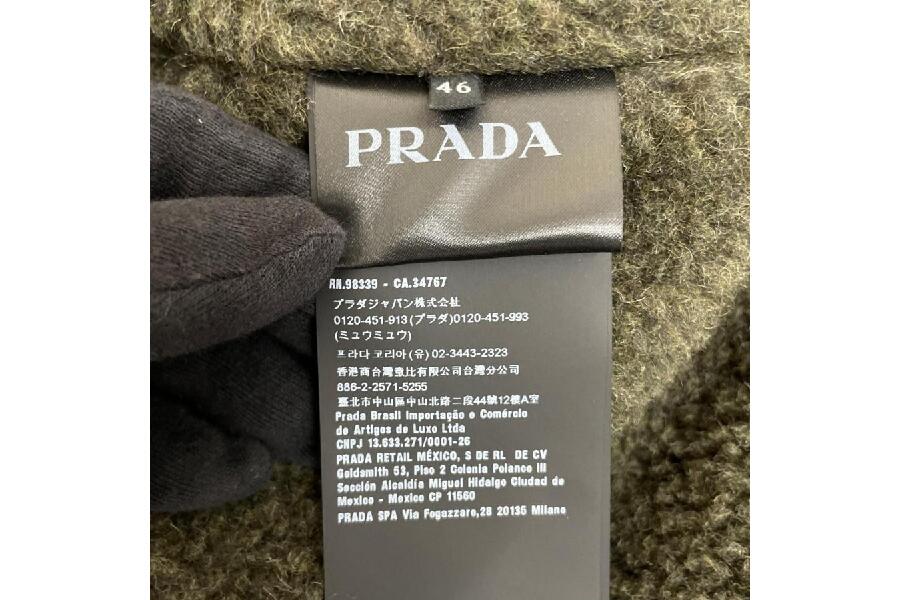 46
PRADA
RN.98339 - CA.34767
プラダジャパン株式会社
0120-451-913(プラダ)0120-451-993
(ミュウミュウ)
프라다 코리아(유) 02-3443-2323
香港商台灣意比有限公司台灣分公司
886-2-2571-5255
臺北市中山區中山北路二段44號12樓A室
Prada Brasil Importação e Comércio
de Artigos de Luxo Ltda
CNPJ 13.633.271/0001-26
PRADA RETAIL MÉXICO, S DE RL DE CV
Goldsmith 53, Piso 2 Colonia Polanco III
Sección Alcaldía Miguel Hidalgo Ciudad de
Mexico - Mexico CP 11560
PRADA SPA Via Fogazzaro,28 20135 Milano